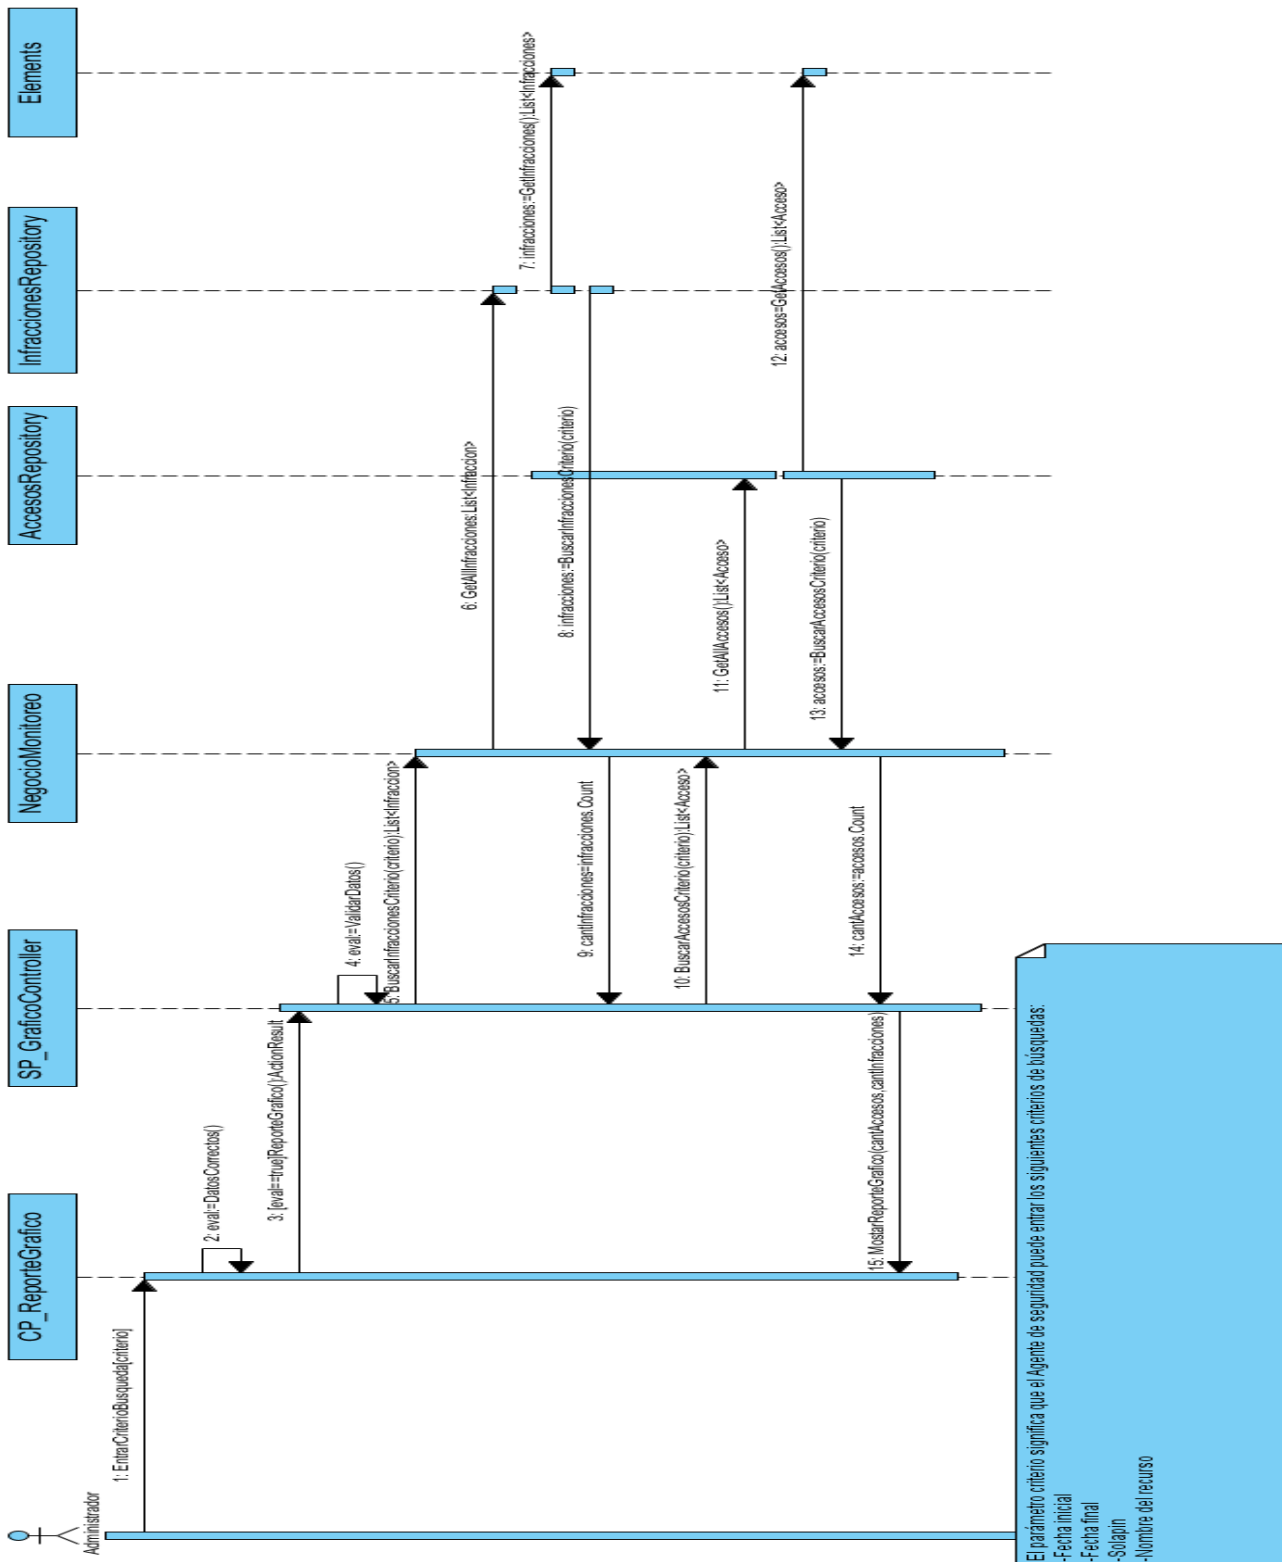 Administrador
CP_ReporteGrafico
SP_GraficoController
NegocioMonitoreo
AccesosRepository
InfraccionesRepository
Elements
1: EntrarCriterioBusqueda[criterio]
2: eval:=DatosCorrectos()
3: [eval==true]ReporteGrafico():ActionResult
4: eval:=ValidarDatos()
5: BuscarInfraccionesCriterio(criterio):List<Infraccion>
6: GetAllInfracciones:List<Infraccion>
7: infracciones:=GetInfracciones():List<Infracciones>
8: infracciones:=BuscarInfraccionesCriterio(criterio)
9: cantInfracciones=infracciones.Count
10: BuscarAccesosCriterio(criterio):List<Acceso>
11: GetAllAccesos():List<Acceso>
12: accesos=GetAccesos():List<Acceso>
13: accesos:=BuscarAccesosCriterio(criterio)
14: cantAccesos:=accesos.Count
15: MostarReporteGrafico(cantAccesos,cantInfracciones)
El parámetro criterio significa que el Agente de seguridad puede entrar los siguientes criterios de búsquedas:
-Fecha inicial
-Fecha final
-Solapin
-Nombre del recurso